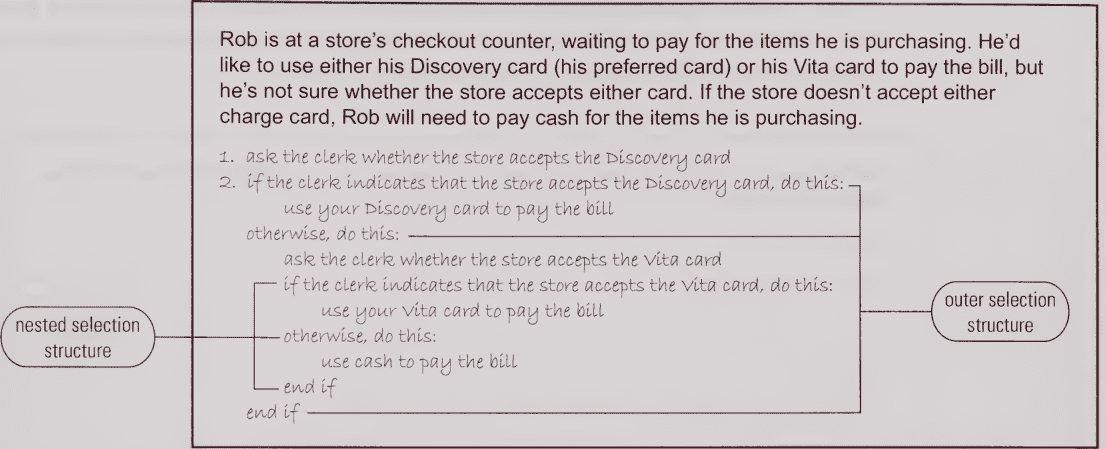 Rob is at a store's checkout counter, waiting to pay for the items he is purchasing. He'd
like to use either his Discovery card (his preferred card) or his Vita card to pay the bill, but
he's not sure whether the store accepts either card. If the store doesn't accept either
charge card, Rob will need to pay cash for the items he is purchasing.
1. ask the clerk whether the store accepts the Discovery card
2. if the clerk indicates that the store accepts the Discovery card, do this:
use your Discovery card to pay the bill
otherwise, do this:
ask the clerk whether the store accepts the Vita card
if the clerk indicates that the store accepts the Vita card, do this:
use your Vita card to pay the bill
otherwise, do this:
use cash to pay the bill
end if
end if
nested selection
structure
outer selection
structure